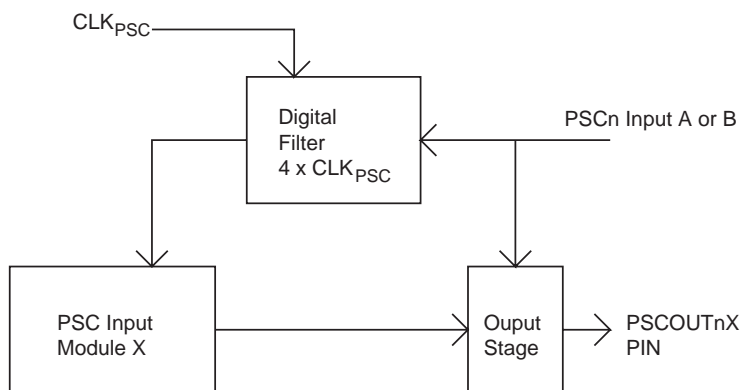 CLKPSC
Digital
Filter
4 x CLKPSC
PSCn Input A or B
PSC Input
Module X
Ouput
Stage
PSCOUTnX
PIN